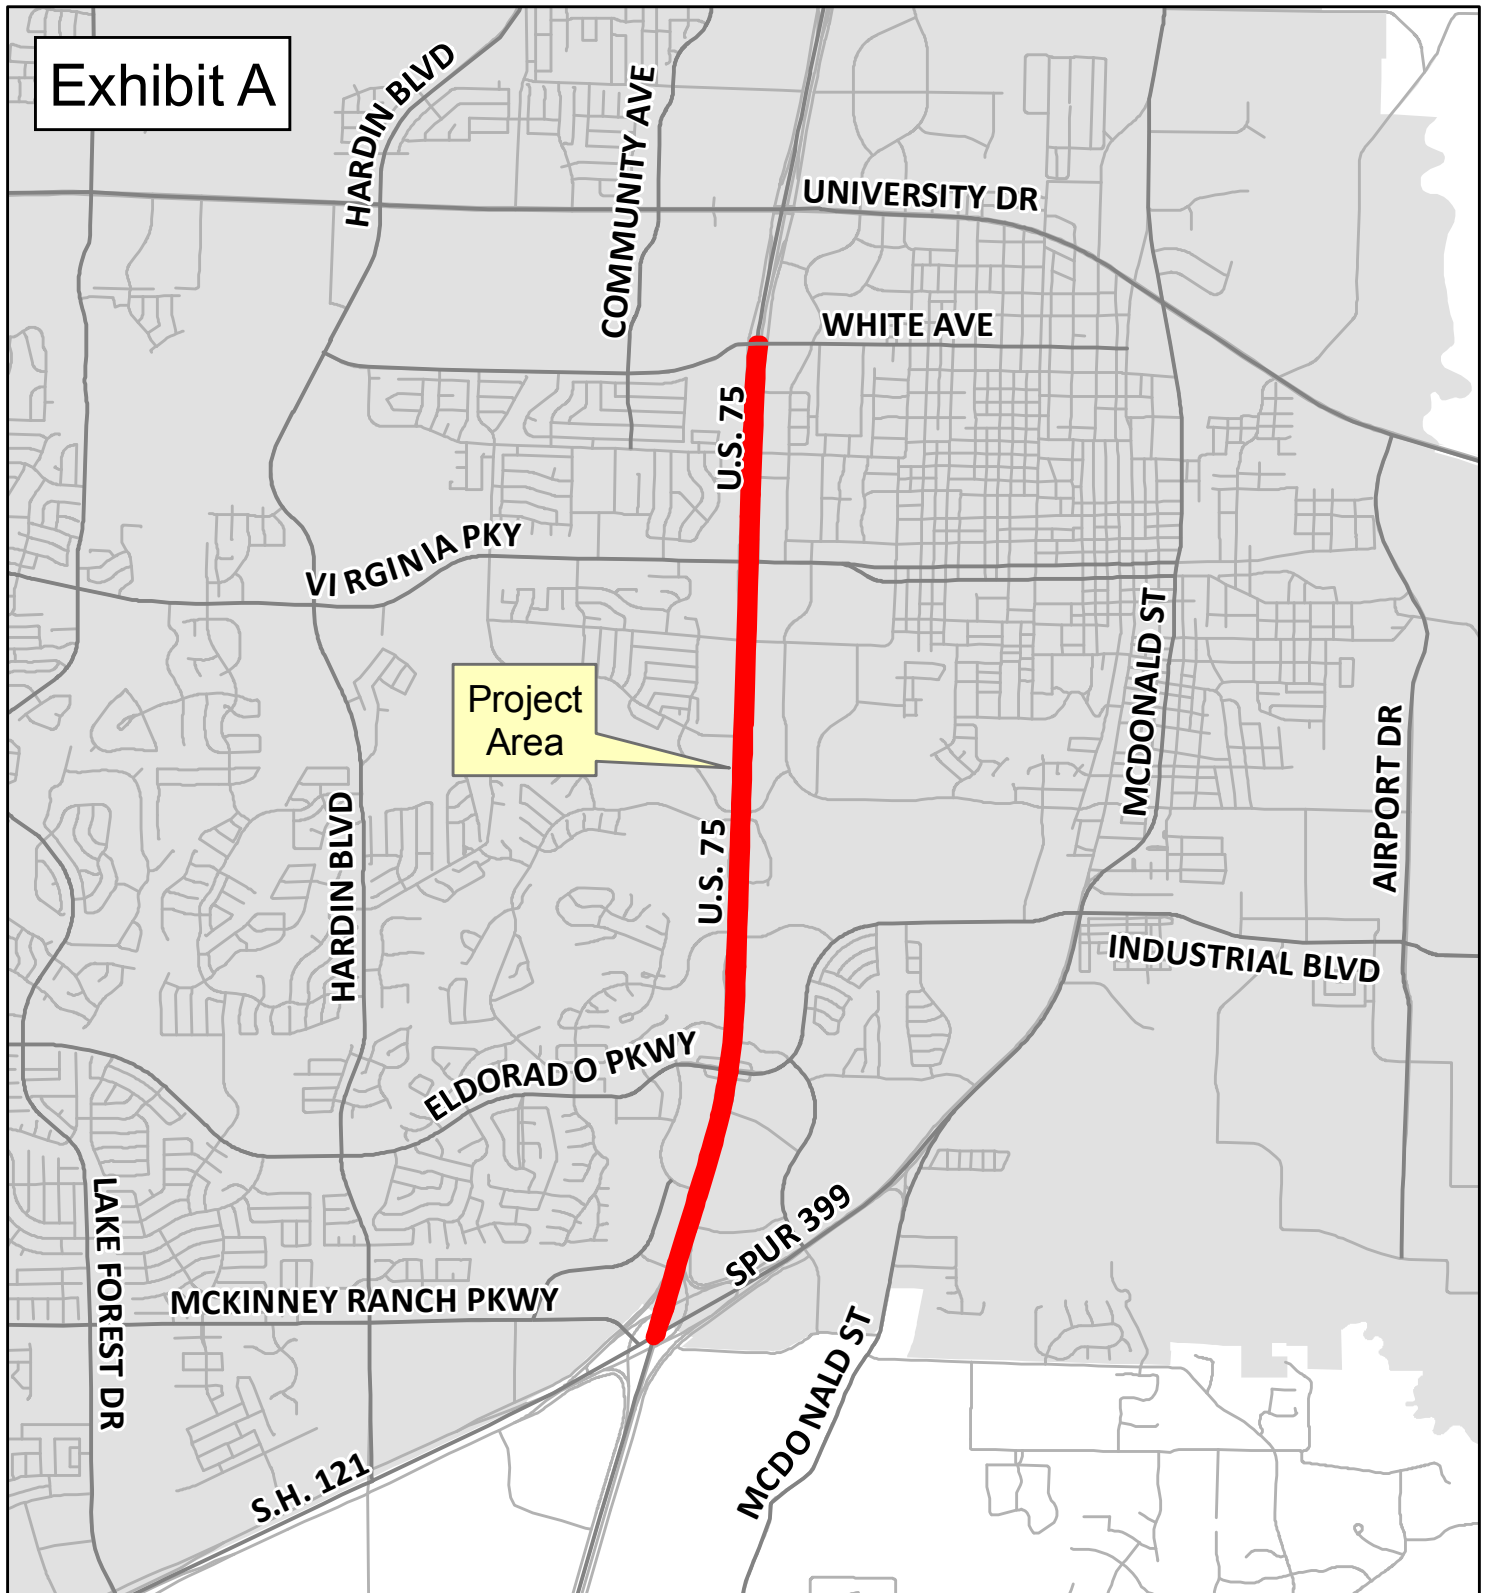 Exhibit A
HARDIN BLVD
COMMUNITY AVE
UNIVERSITY DR
WHITE AVE
U.S. 75
VIRGINIA PKY
MCDONALD ST
Project
Area
AIRPORT DR
HARDIN BLVD
U.S. 75
INDUSTRIAL BLVD
ELDORADO PKWY
LAKE FOREST DR
SPUR 399
MCKINNEY RANCH PKWY
MCDONALD ST
S.H. 121